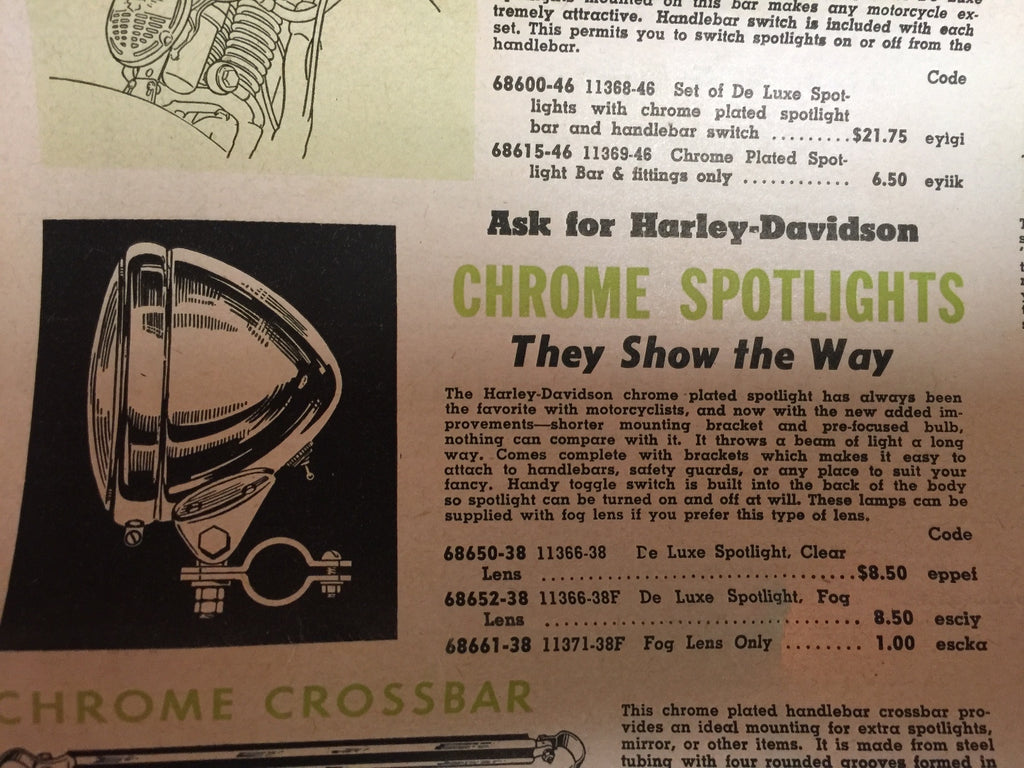 mounted on this bar makes any motorcycle ex-
tremely attractive. Handlebar switch is included with each
set. This permits you to switch spotlights on or off from the
handlebar.
Code
68600-46 11368-46 Set of De Luxe Spot-
lights with chrome plated spotlight
bar and handlebar switch .........$21.75 eyigi
68615-46 11369-46 Chrome Plated Spot-
light Bar & fittings only ............ 6.50 eyiik
Ask for Harley-Davidson
CHROME SPOTLIGHTS
They Show the Way
The Harley-Davidson chrome plated spotlight has always been
the favorite with motorcyclists, and now with the new added im-
provements—shorter mounting bracket and pre-focused bulb,
nothing can compare with it. It throws a beam of light a long
way. Comes complete with brackets which makes it easy to
attach to handlebars, safety guards, or any place to suit your
fancy. Handy toggle switch is built into the back of the body
so spotlight can be turned on and off at will. These lamps can be
supplied with fog lens if you prefer this type of lens.
Code
68650-38 11366-38 De Luxe Spotlight, Clear
Lens ..................................$8.50 eppef
68652-38 11366-38F De Luxe Spotlight, Fog
Lens .................................. 8.50 esciy
68661-38 11371-38F Fog Lens Only ........ 1.00 escka
CHROME CROSSBAR
This chrome plated handlebar crossbar pro-
vides an ideal mounting for extra spotlights,
mirror, or other items. It is made from steel
tubing with four rounded grooves formed in